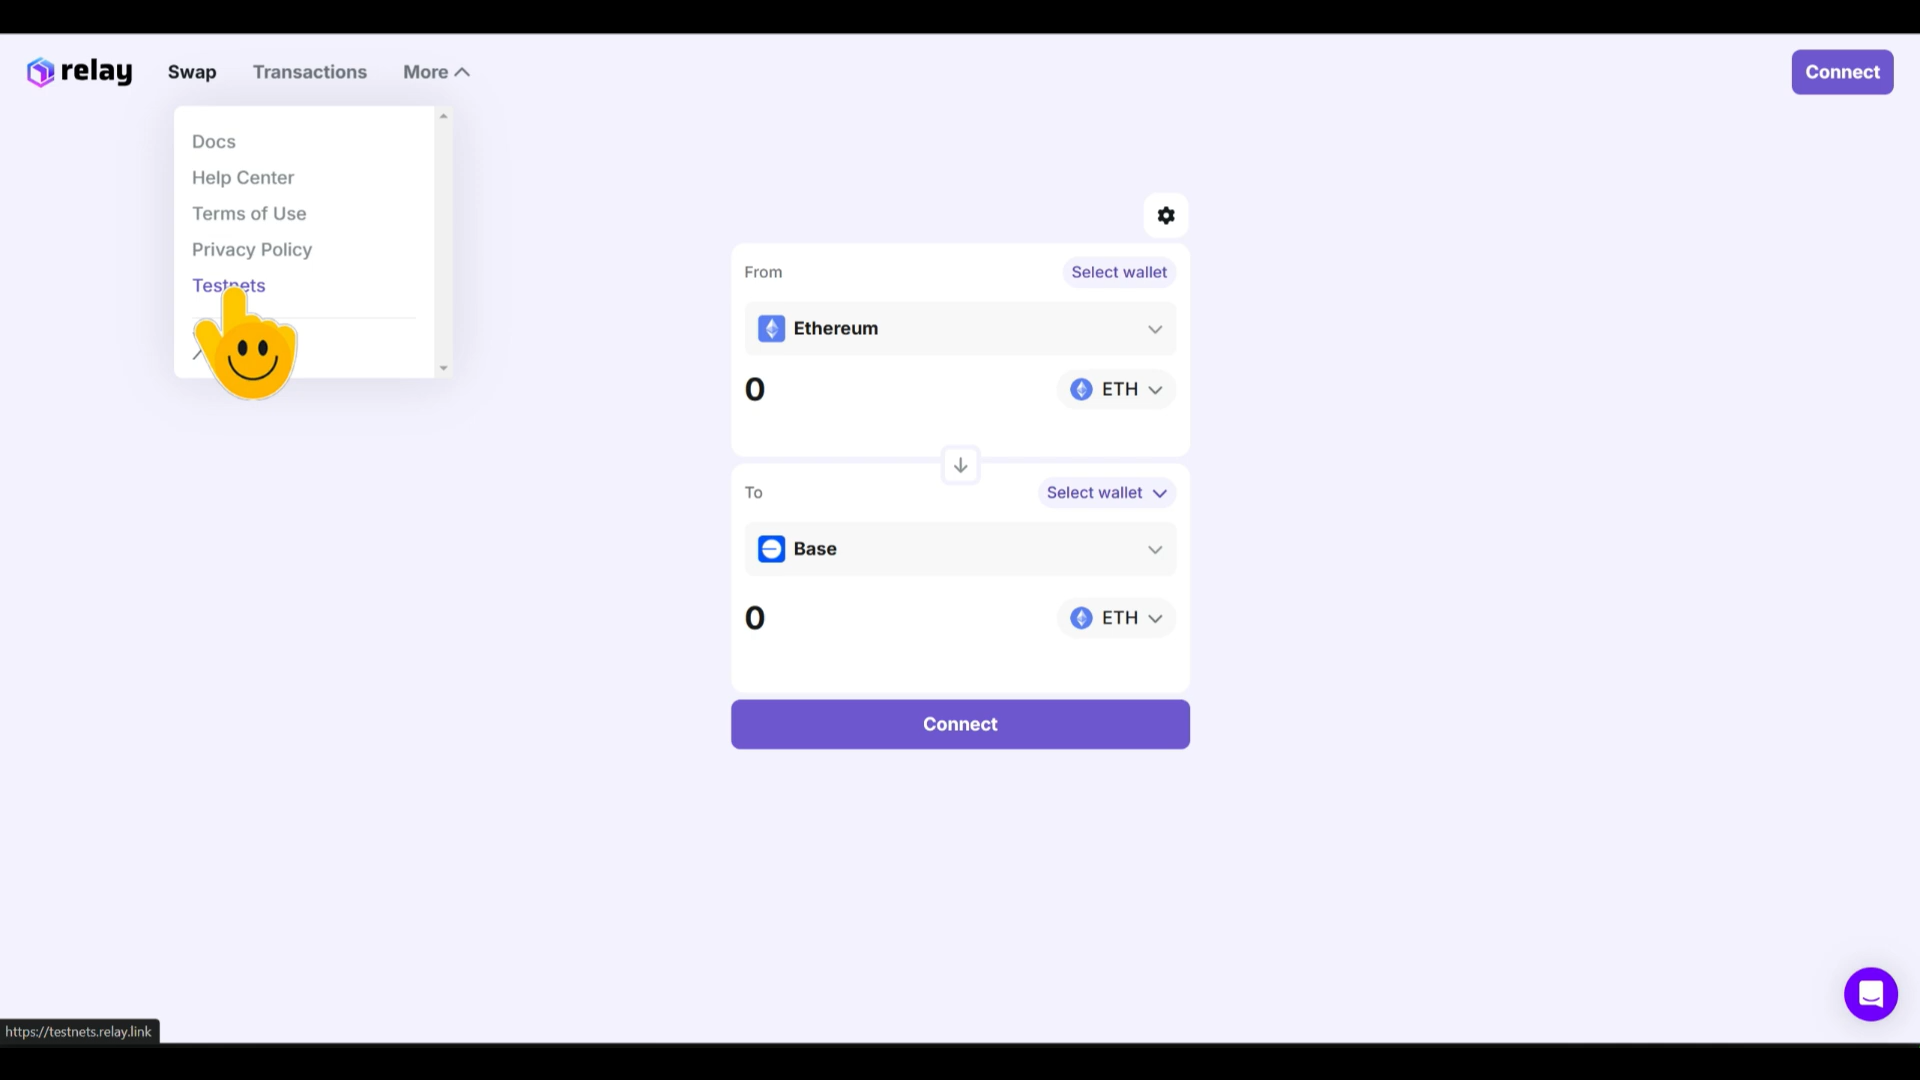 relay Swap Transactions More Connect
Docs
Help Center
Terms of Use
Privacy Policy
Testnets
From Select wallet
Ethereum
0 ETH
To Select wallet
Base
0 ETH
Connect
https://testnets.relay.link